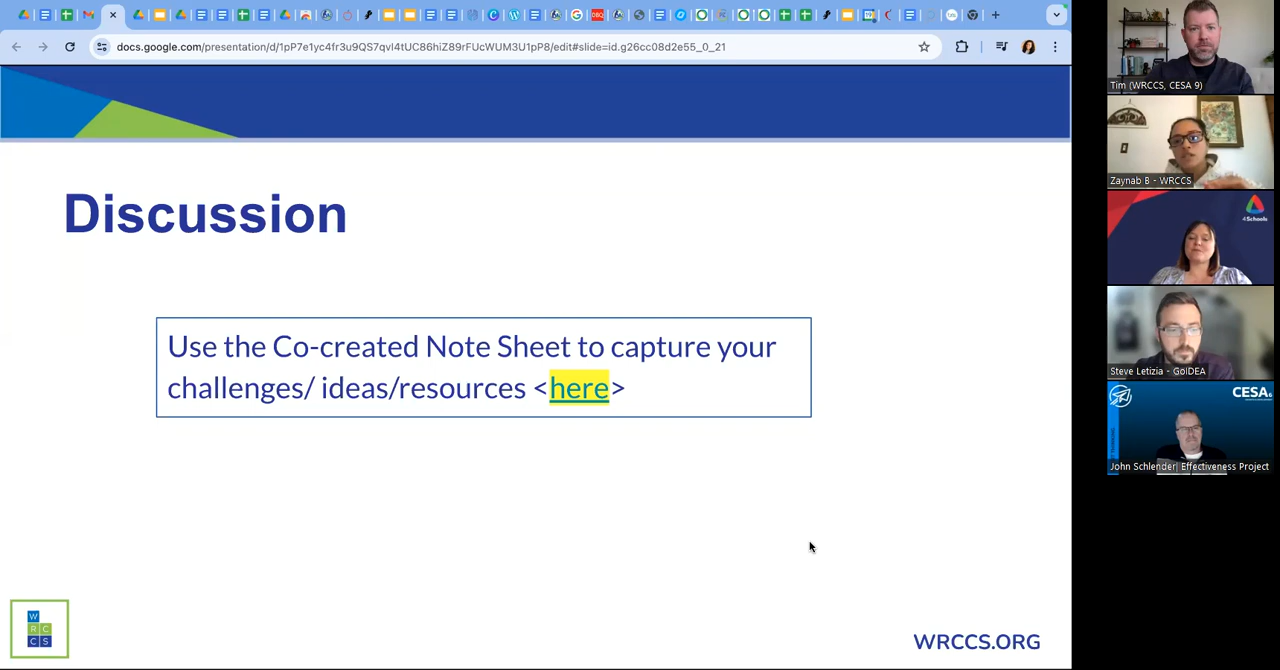 docs.google.com/presentation/d/1pP7e1yc4fr3u9QS7qvl4tUC86hiZ89rFUcWUM3U1pP8/edit#slide=id.g26cc08d2e55_0_21
Discussion
Use the Co-created Note Sheet to capture your
challenges/ ideas/resources <here>
W
R C
C S
WRCCS.ORG
Tim (WRCCS, CESA 9)
Zaynab B - WRCCS
4Schools
Steve Letizia - GoIDEA
CESA 6
John Schlender| Effectiveness Project